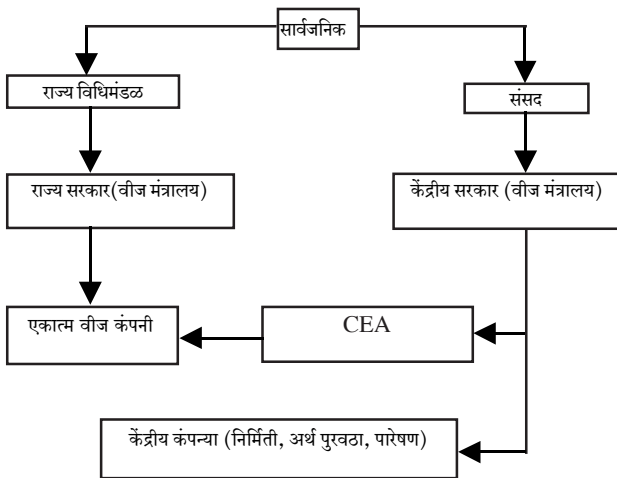 सार्वजनिक
राज्य विधिमंडळ
संसद
राज्य सरकार(वीज मंत्रालय)
केंद्रीय सरकार (वीज मंत्रालय)
एकात्म वीज कंपनी
CEA
केंद्रीय कंपन्या (निर्मिती, अर्थ पुरवठा, पारेषण)